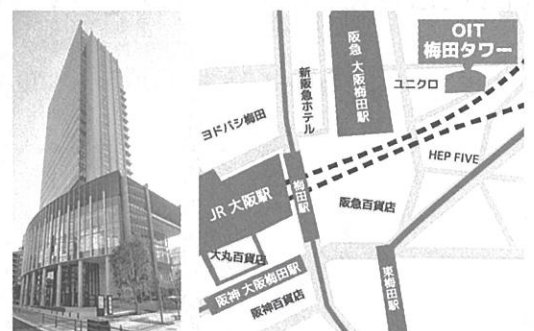 OIT
梅田タワー
阪急 大阪梅田駅
新阪急ホテル
ユニクロ
ヨドバシ梅田
HEP FIVE
JR 大阪駅
梅田駅
阪急百貨店
大丸百貨店
阪神 大阪梅田駅
阪神百貨店
東梅田駅